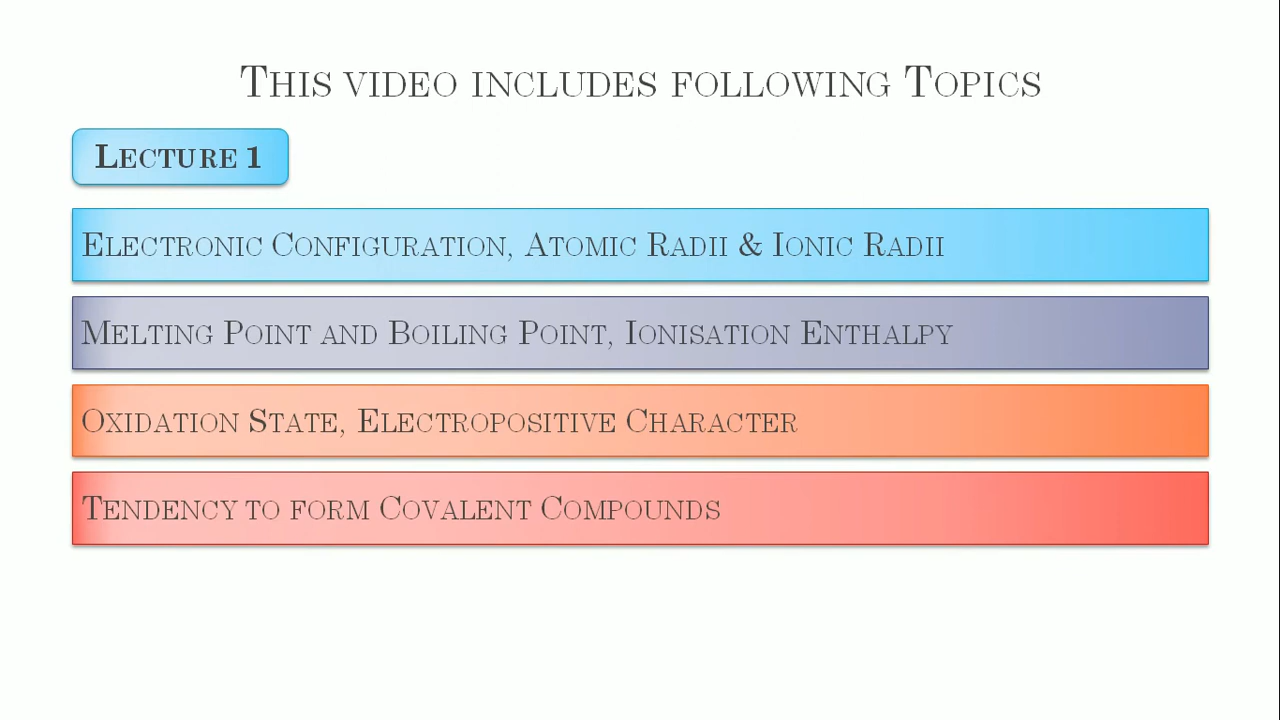 This video includes following Topics
Lecture 1
Electronic Configuration, Atomic Radii & Ionic Radii
Melting Point and Boiling Point, Ionisation Enthalpy
Oxidation State, Electropositive Character
Tendency to form Covalent Compounds